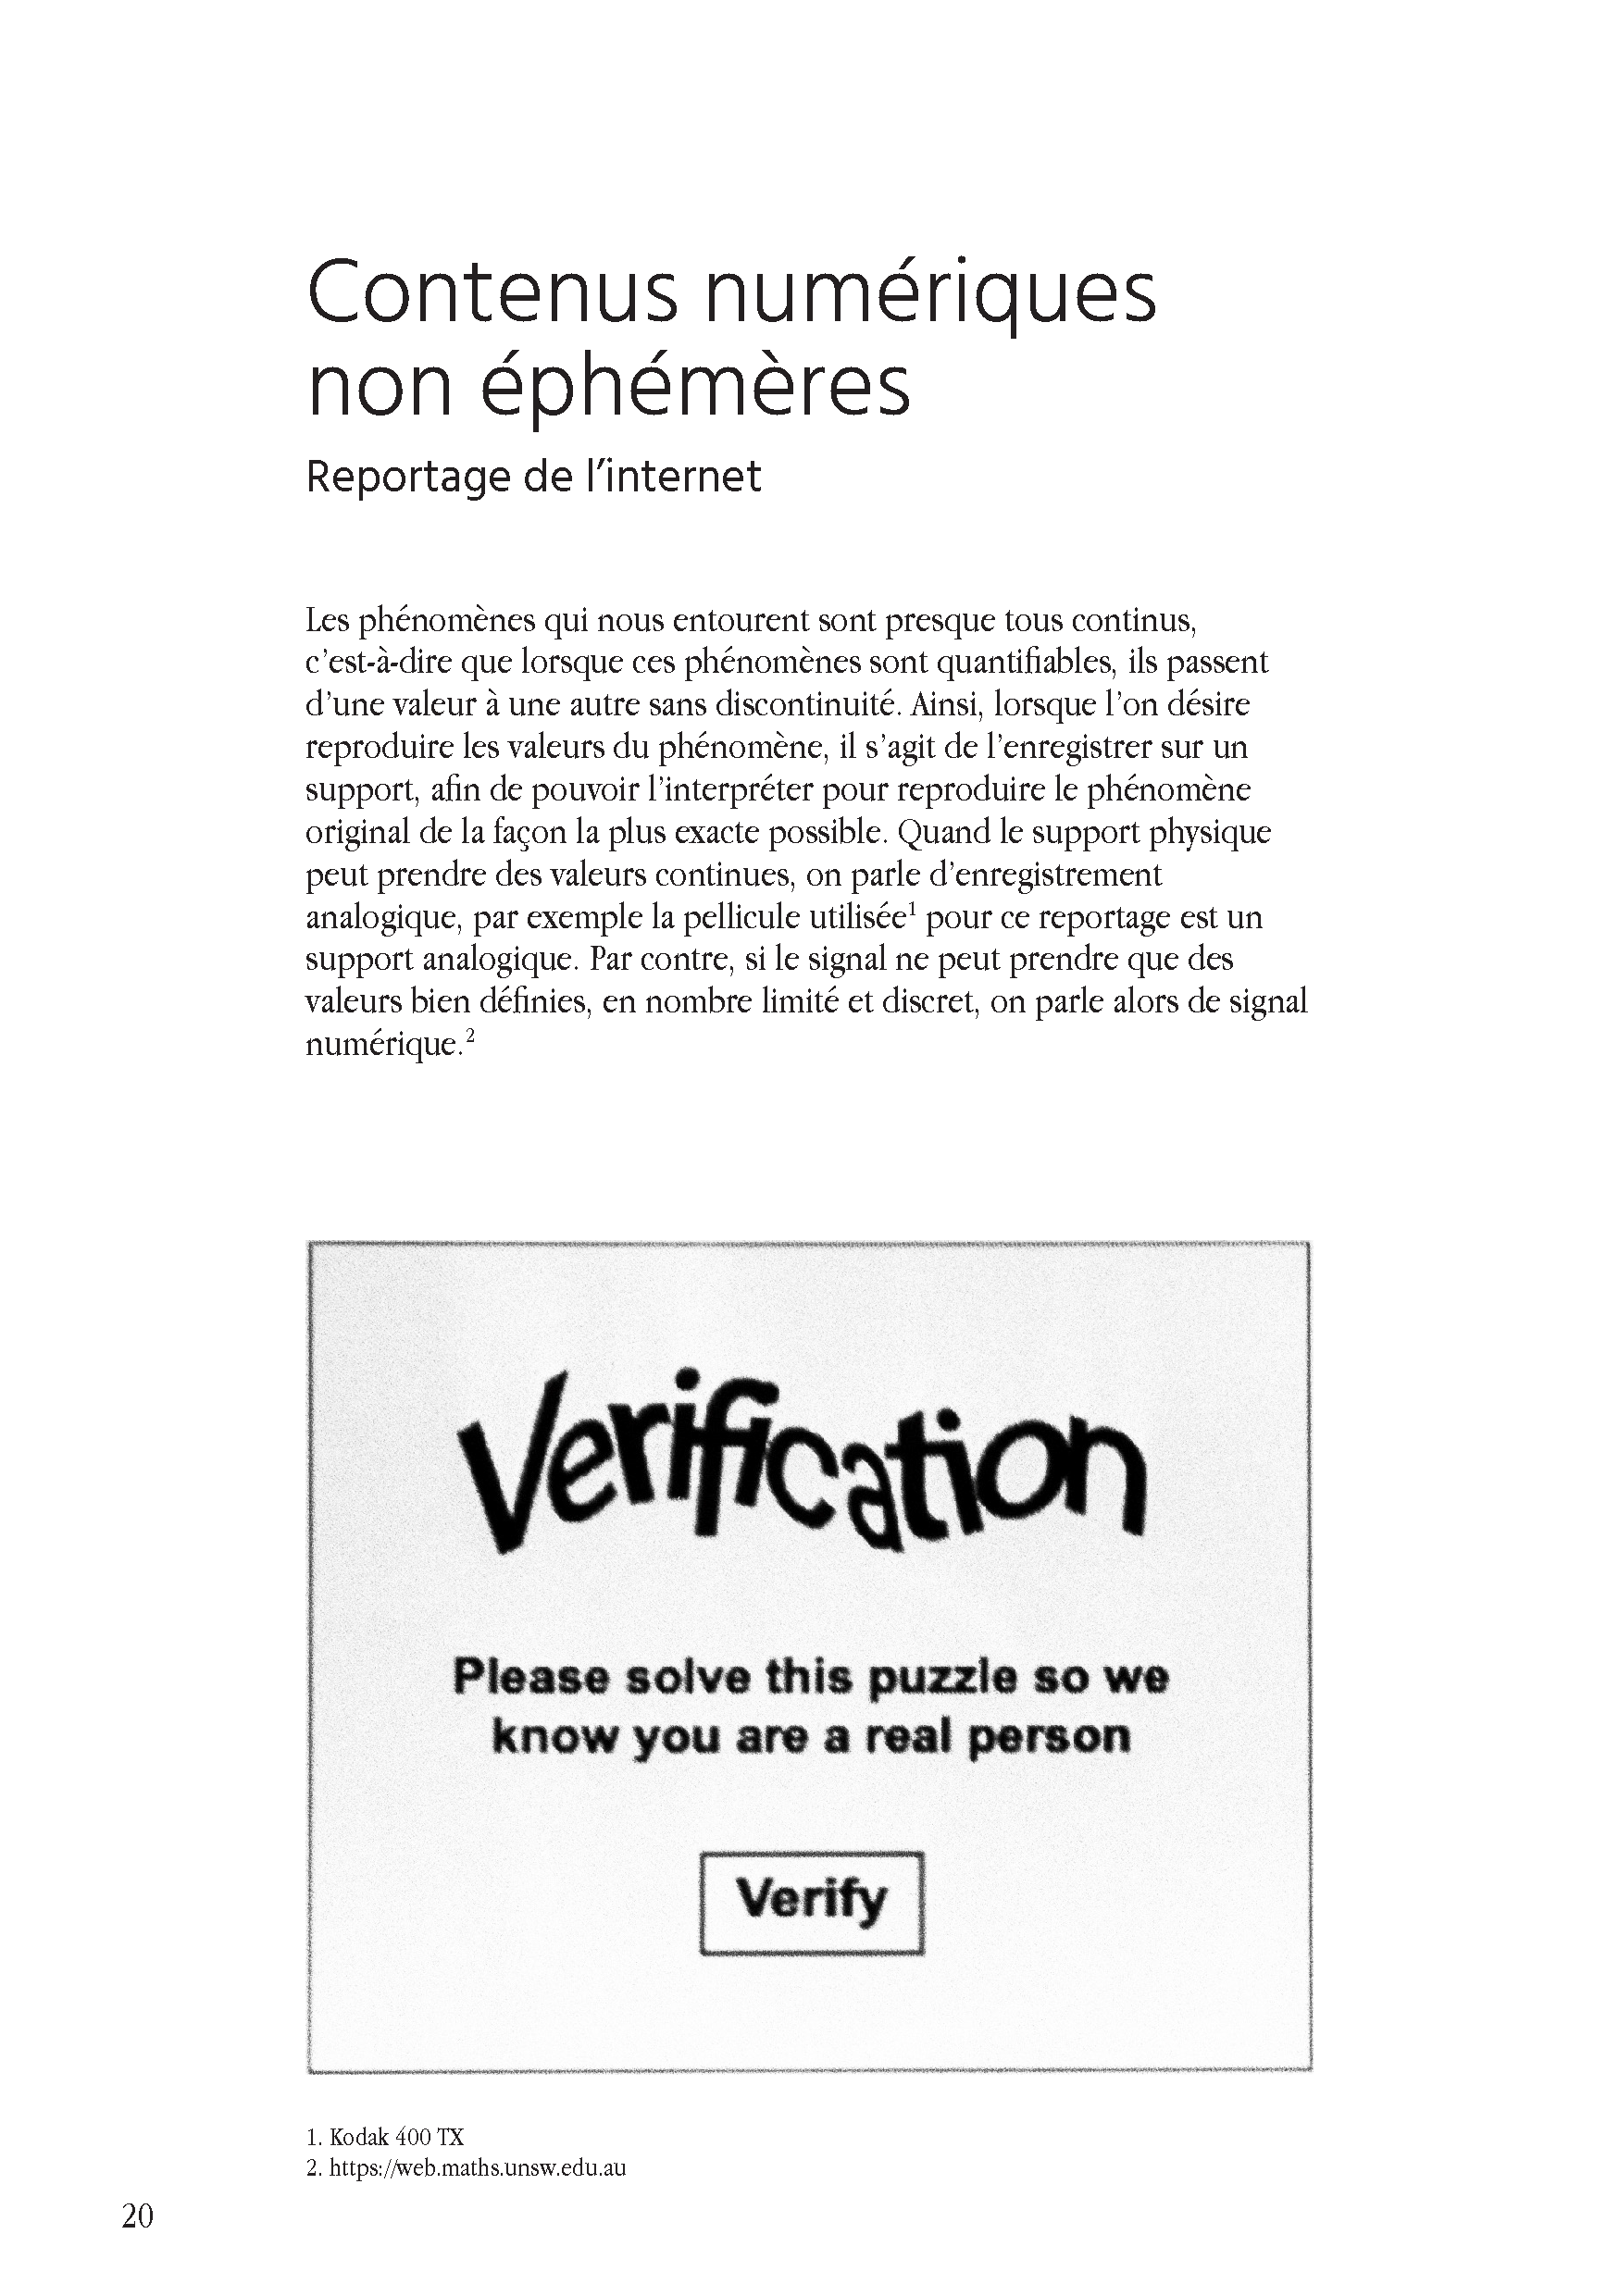 Contenus numériques
non éphémères
Reportage de l’internet
Les phénomènes qui nous entourent sont presque tous continus,
c’est-à-dire que lorsque ces phénomènes sont quantifiables, ils passent
d’une valeur à une autre sans discontinuité. Ainsi, lorsque l’on désire
reproduire les valeurs du phénomène, il s’agit de l’enregistrer sur un
support, afin de pouvoir l’interpréter pour reproduire le phénomène
original de la façon la plus exacte possible. Quand le support physique
peut prendre des valeurs continues, on parle d’enregistrement
analogique, par exemple la pellicule utilisée¹ pour ce reportage est un
support analogique. Par contre, si le signal ne peut prendre que des
valeurs bien définies, en nombre limité et discret, on parle alors de signal
numérique.²
Verification
Please solve this puzzle so we
know you are a real person
Verify
1. Kodak 400 TX
2. https://web.maths.unsw.edu.au
20